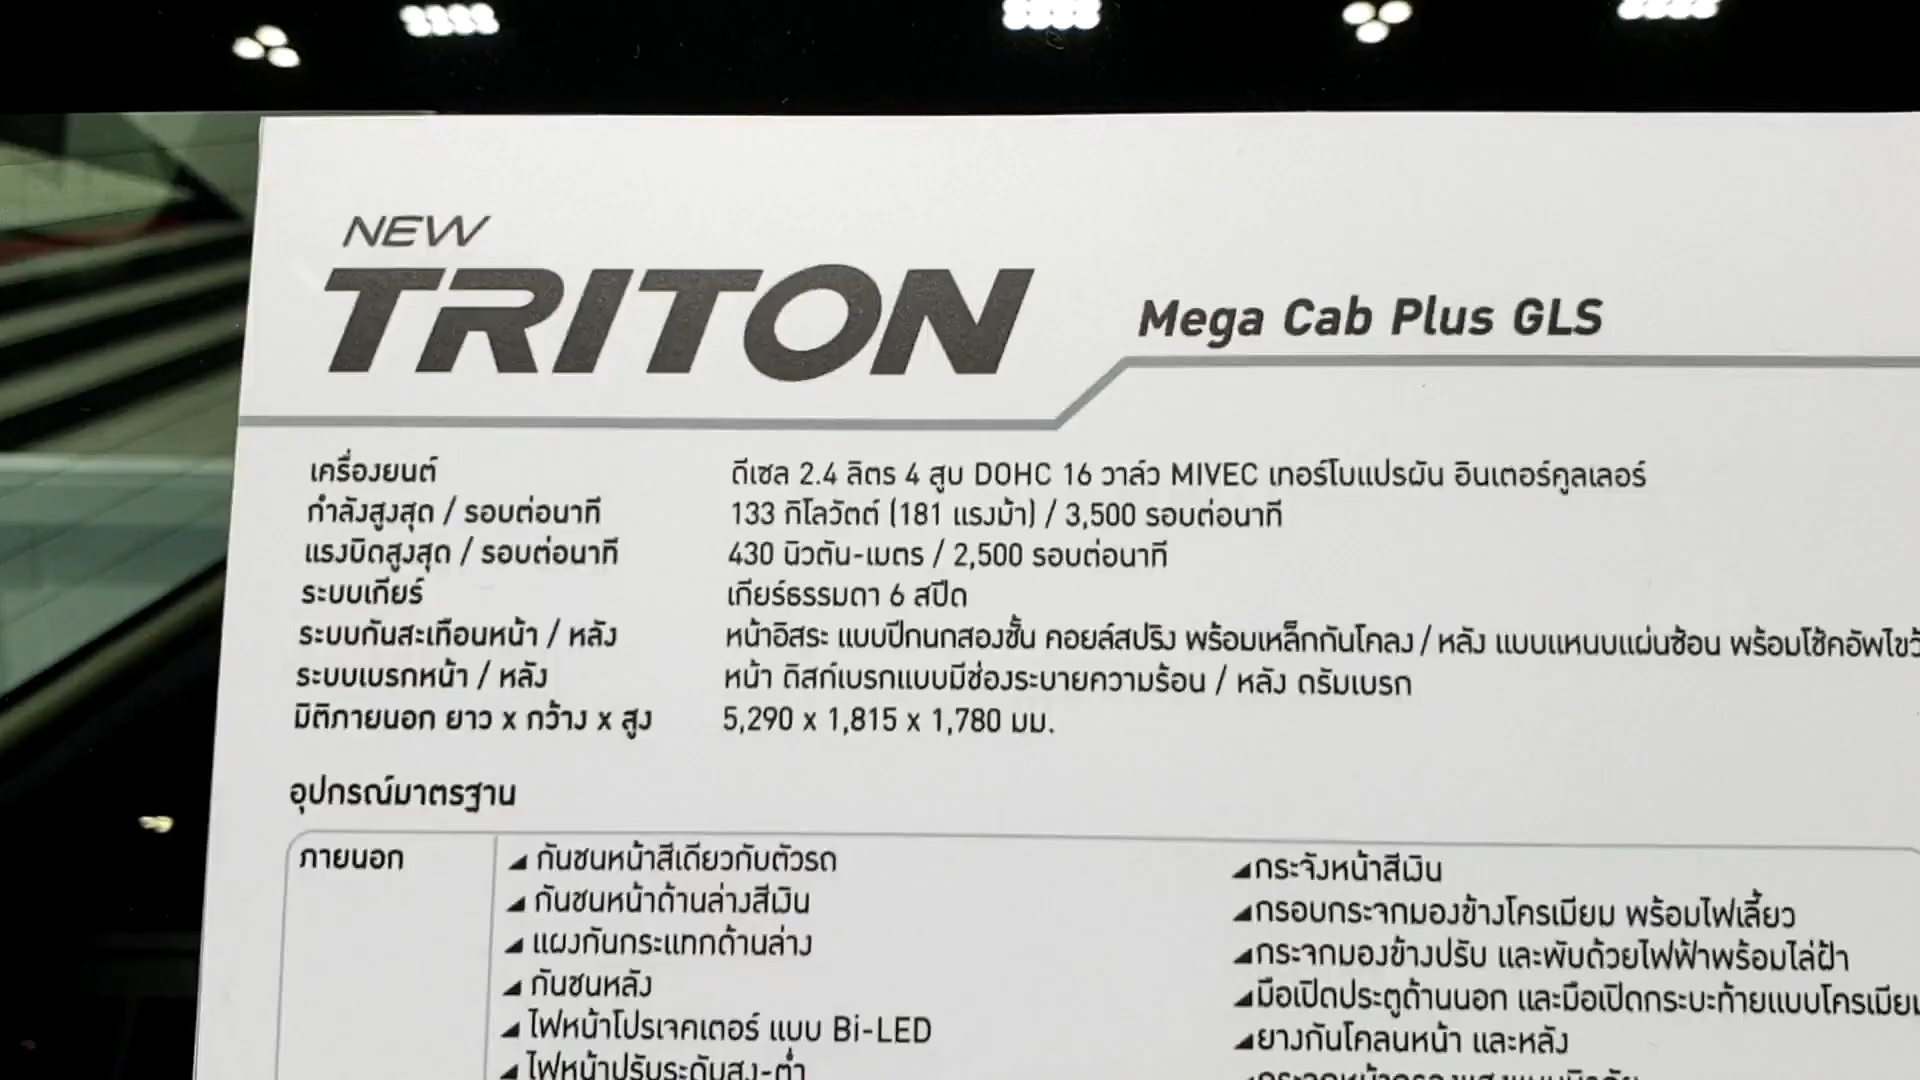 NEW
TRITON
Mega Cab Plus GLS
เครื่องยนต์ ดีเซล 2.4 ลิตร 4 สูบ DOHC 16 วาล์ว MIVEC เทอร์โบแปรผัน อินเตอร์คูลเลอร์
กำลังสูงสุด / รอบต่อนาที 133 กิโลวัตต์ (181 แรงม้า) / 3,500 รอบต่อนาที
แรงบิดสูงสุด / รอบต่อนาที 430 นิวตัน-เมตร / 2,500 รอบต่อนาที
ระบบเกียร์ เกียร์ธรรมดา 6 สปีด
ระบบกันสะเทือนหน้า / หลัง หน้าอิสระ แบบปีกนกสองชั้น คอยล์สปริง พร้อมเหล็กกันโคลง / หลัง แบบแหนบแผ่นซ้อน พร้อมโช้คอัพ
ระบบเบรกหน้า / หลัง หน้า ดิสก์เบรกแบบมีช่องระบายความร้อน / หลัง ดรัมเบรก
มิติภายนอก ยาว x กว้าง x สูง 5,290 x 1,815 x 1,780 มม.
อุปกรณ์มาตรฐาน
ภายนอก
กันชนหน้าสีเดียวกับตัวรถ
กันชนหน้าด้านล่างสีเงิน
แผงกันกระแทกด้านล่าง
กันชนหลัง
ไฟหน้าโปรเจคเตอร์ แบบ Bi-LED
ไฟหน้าปรับระดับสูง-ต่ำ
กระจังหน้าสีเงิน
กรอบกระจกมองข้างโครเมียม พร้อมไฟเลี้ยว
กระจกมองข้างปรับ และพับด้วยไฟฟ้าพร้อมไล่ฝ้า
มือเปิดประตูด้านนอก และมือเปิดกระบะท้ายแบบโครเมียม
ยางกันโคลนหน้า และหลัง